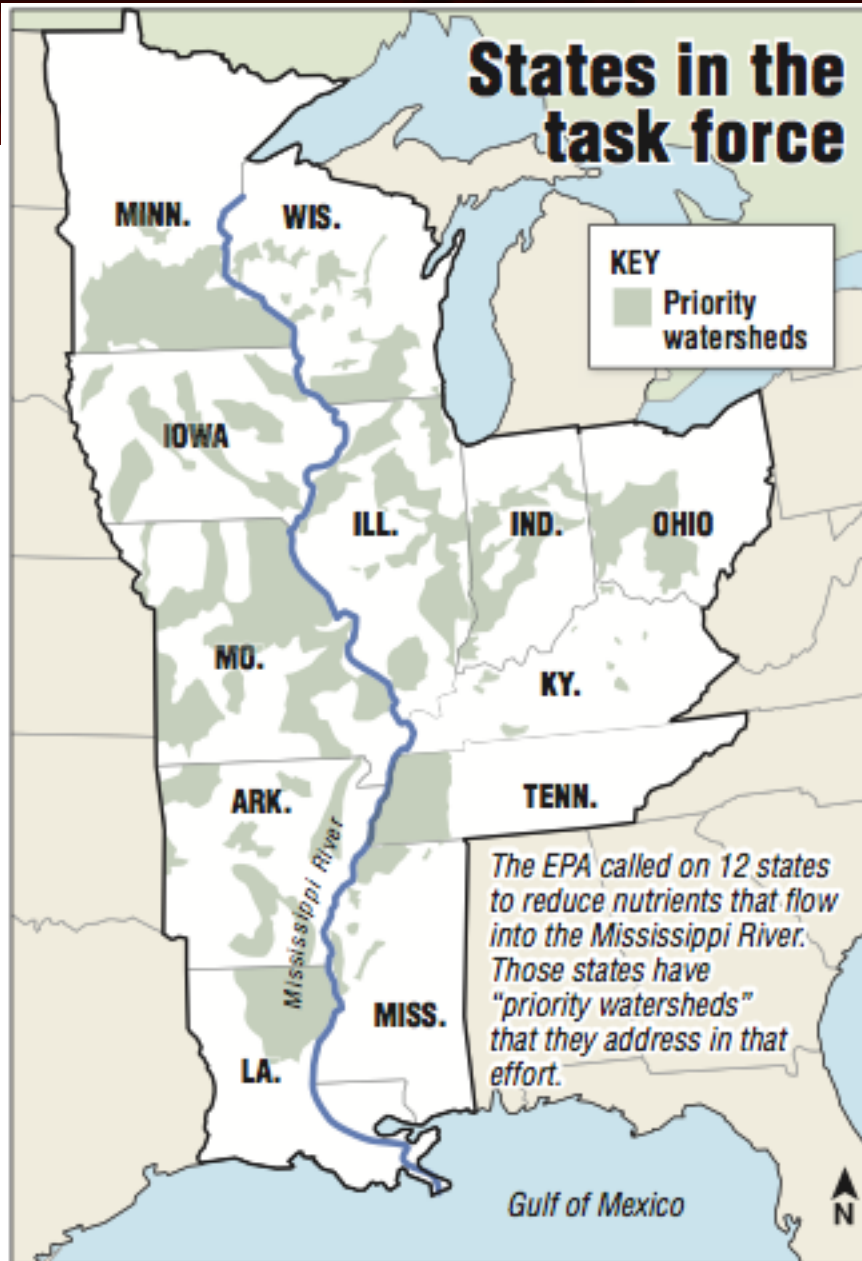 States in the
task force
KEY
Priority
watersheds
MINN.
WIS.
IOWA
ILL.
IND.
OHIO
MO.
KY.
ARK.
TENN.
Mississippi River
The EPA called on 12 states
to reduce nutrients that flow
into the Mississippi River.
Those states have
"priority watersheds"
that they address in that
effort.
MISS.
LA.
Gulf of Mexico
N